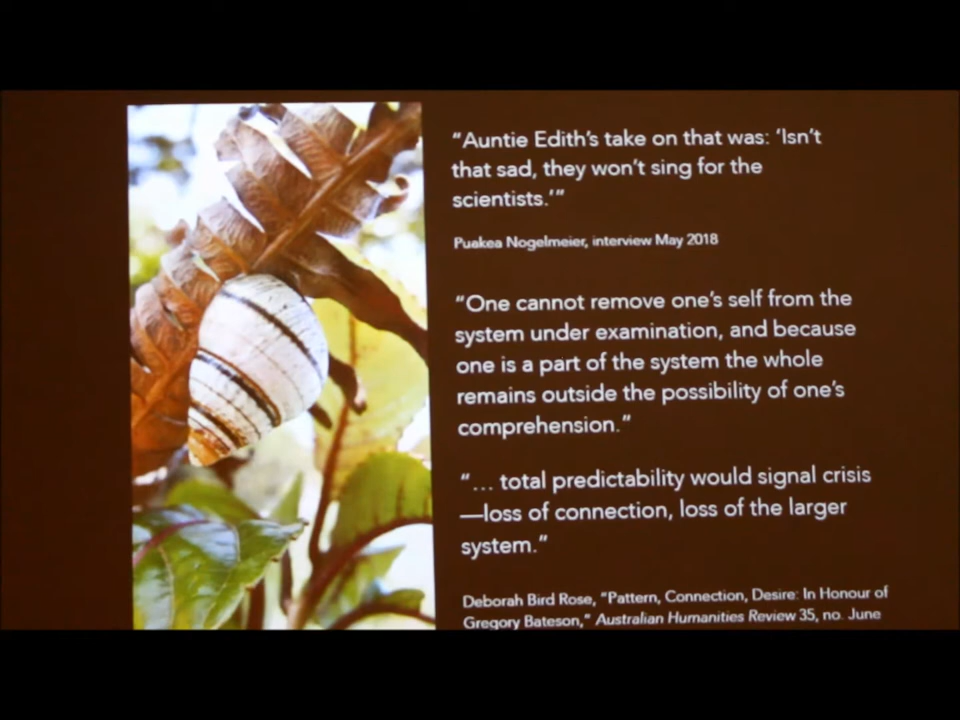 “Auntie Edith’s take on that was: ‘Isn’t
that sad, they won’t sing for the
scientists.’”
Puakea Nogelmeier, interview May 2018
“One cannot remove one’s self from the
system under examination, and because
one is a part of the system the whole
remains outside the possibility of one’s
comprehension.”
“… total predictability would signal crisis
—loss of connection, loss of the larger
system.”
Deborah Bird Rose, “Pattern, Connection, Desire: In Honour of
Gregory Bateson,” Australian Humanities Review 35, no. June